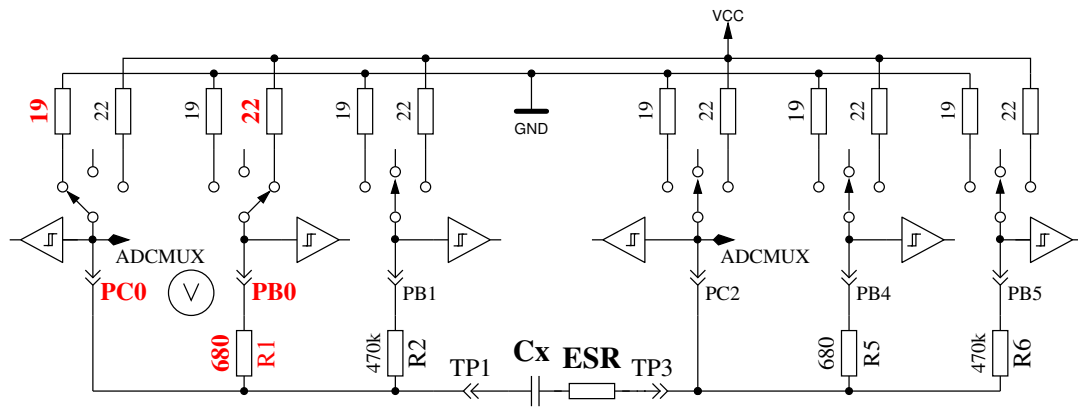 VCC
19
22
19
22
19
22
GND
19
22
19
22
19
22
ADCMUX
ADCMUX
PC0
V
PB0
PB1
PC2
PB4
PB5
680
R1
470k
R2
680
R5
470k
R6
TP1
Cx
ESR
TP3